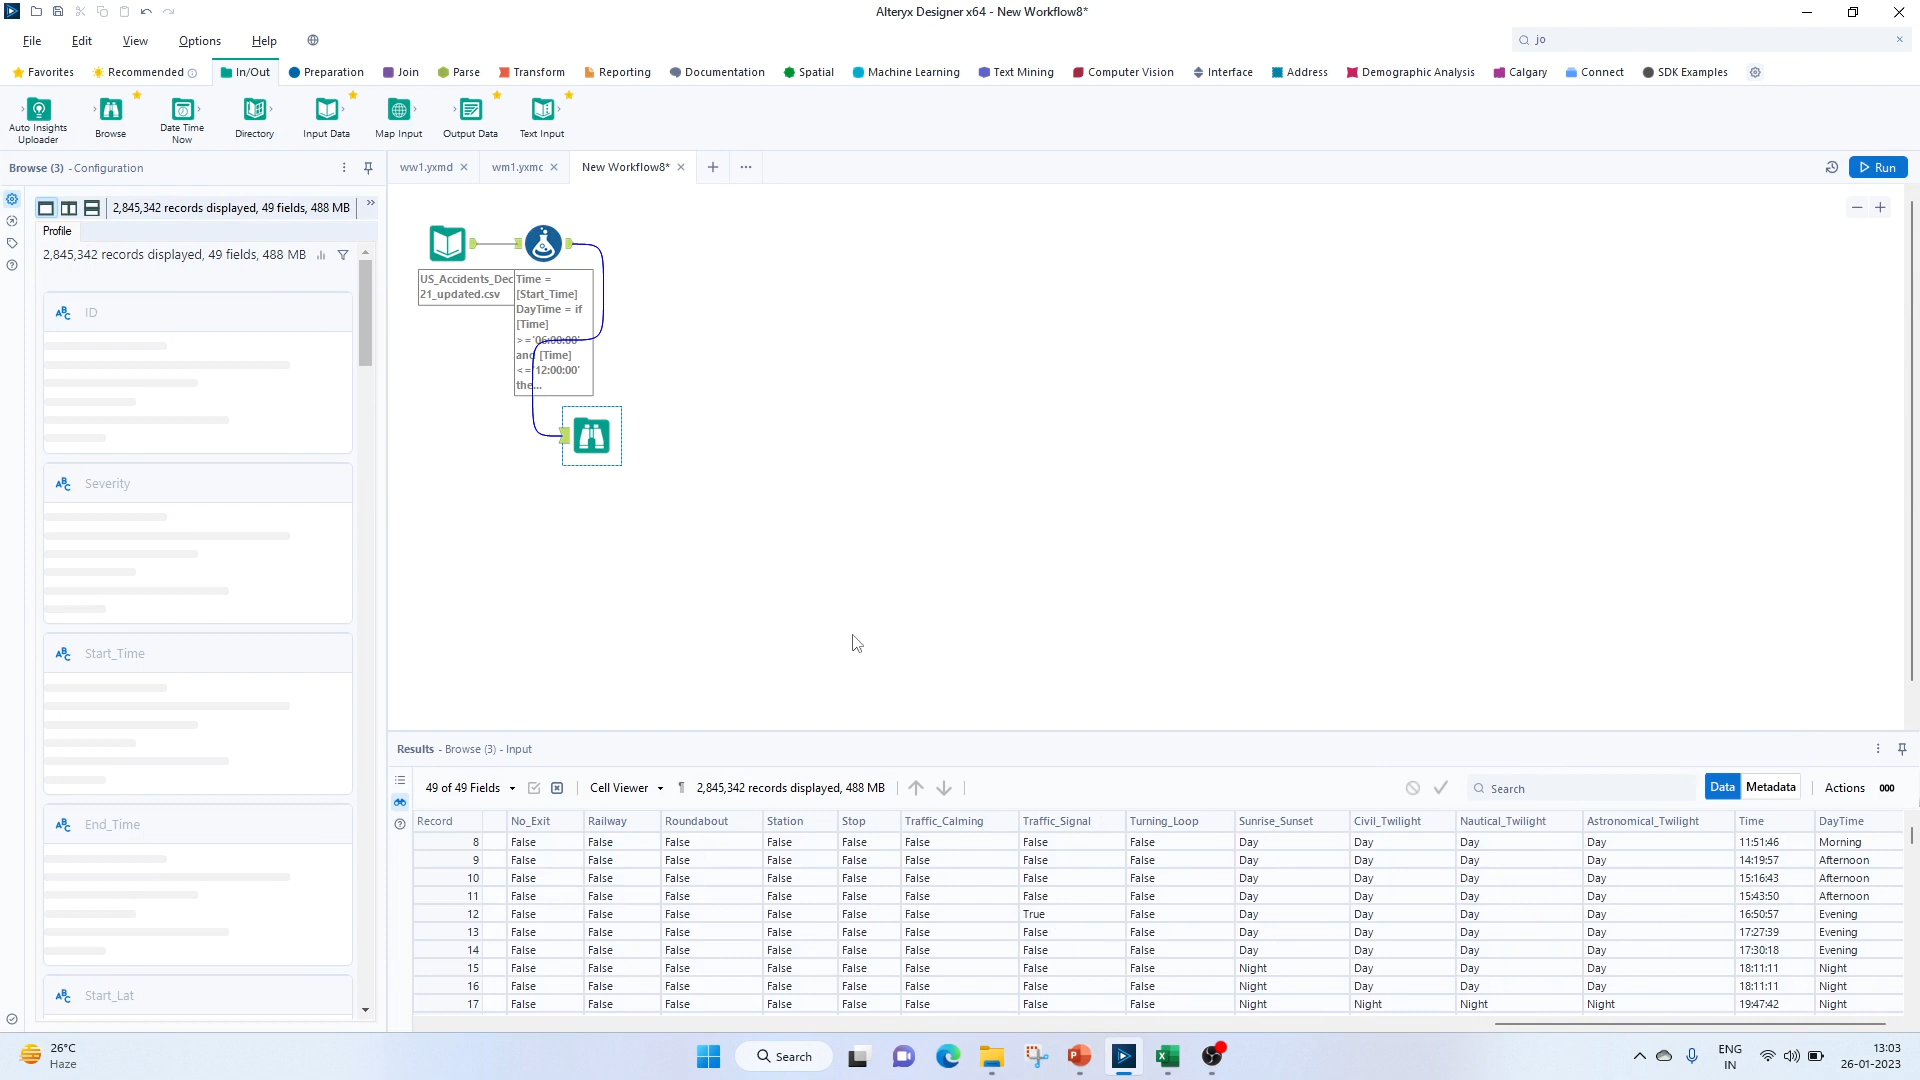 Alteryx Designer x64 - New Workflow8*
File Edit View Options Help
jo
Favorites Recommended In/Out Preparation Join Parse Transform Reporting Documentation Spatial Machine Learning Text Mining Computer Vision Interface Address Demographic Analysis Calgary Connect SDK Examples
Auto Insights Uploader Browse Date Time Now Directory Input Data Map Input Output Data Text Input
Browse (3) - Configuration
ww1.yxmd wm1.yxmc New Workflow8*
Run
2,845,342 records displayed, 49 fields, 488 MB
Profile
2,845,342 records displayed, 49 fields, 488 MB
ABC ID
ABC Severity
ABC Start_Time
ABC End_Time
ABC Start_Lat
US_Accidents_Dec
21_updated.csv
Time =
[Start_Time]
DayTime = if
[Time]
>='06:00:00'
and [Time]
<='12:00:00'
the...
Results - Browse (3) - Input
49 of 49 Fields Cell Viewer 2,845,342 records displayed, 488 MB Search Data Metadata Actions 000
Record No_Exit Railway Roundabout Station Stop Traffic_Calming Traffic_Signal Turning_Loop Sunrise_Sunset Civil_Twilight Nautical_Twilight Astronomical_Twilight Time DayTime
8 False False False False False False False False Day Day Day Day 11:51:46 Morning
9 False False False False False False False False Day Day Day Day 14:19:57 Afternoon
10 False False False False False False False False Day Day Day Day 15:16:43 Afternoon
11 False False False False False False False False Day Day Day Day 15:43:50 Afternoon
12 False False False False False False True False Day Day Day Day 16:50:57 Evening
13 False False False False False False False False Day Day Day Day 17:27:39 Evening
14 False False False False False False False False Day Day Day Day 17:30:18 Evening
15 False False False False False False False False Night Day Day Day 18:11:11 Night
16 False False False False False False False False Night Day Day Day 18:11:11 Night
17 False False False False False False False False Night Night Night Night 19:47:42 Night
26°C
Haze
Search
ENG
IN
13:03
26-01-2023